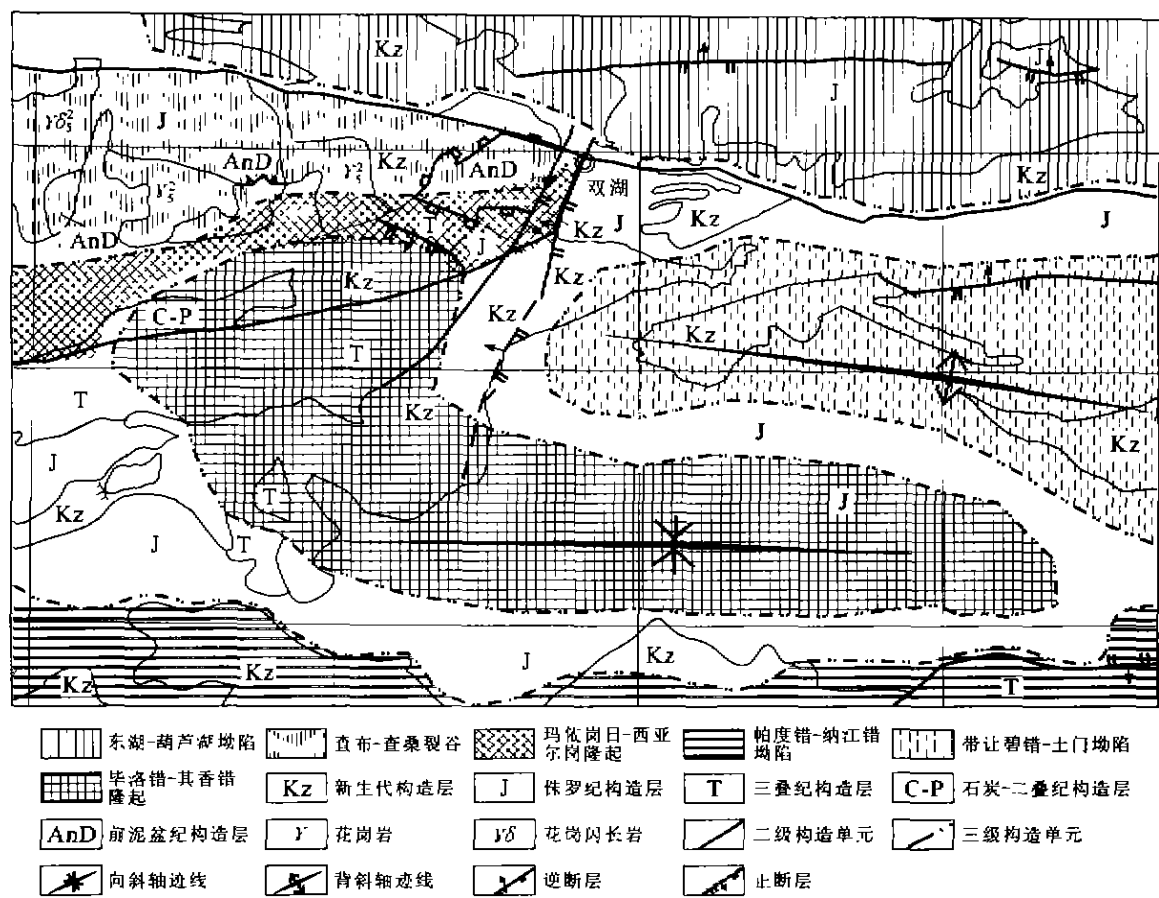 Kz
J
γδ₅²
J
AnD
Kz
γ₅²
AnD
γ₅²
双湖
Kz
AnD
T
J
Kz
J
Kz
J
Kz
Kz
C-P
Kz
Kz
T
T
Kz
J
Kz
J
Kz
T
J
Kz
J
T
Kz
Kz
J
Kz
T
东湖-葫芦湖坳陷
查布-查桑裂谷
玛依岗日-西亚
尔岗隆起
帕度错-纳江错
坳陷
带让碧错-土门坳陷
毕洛错-其香错
隆起
Kz 新生代构造层
J 侏罗纪构造层
T 三叠纪构造层
C-P 石炭-二叠纪构造层
AnD 前泥盆纪构造层
γ 花岗岩
γδ 花岗闪长岩
二级构造单元
三级构造单元
向斜轴迹线
背斜轴迹线
逆断层
止断层